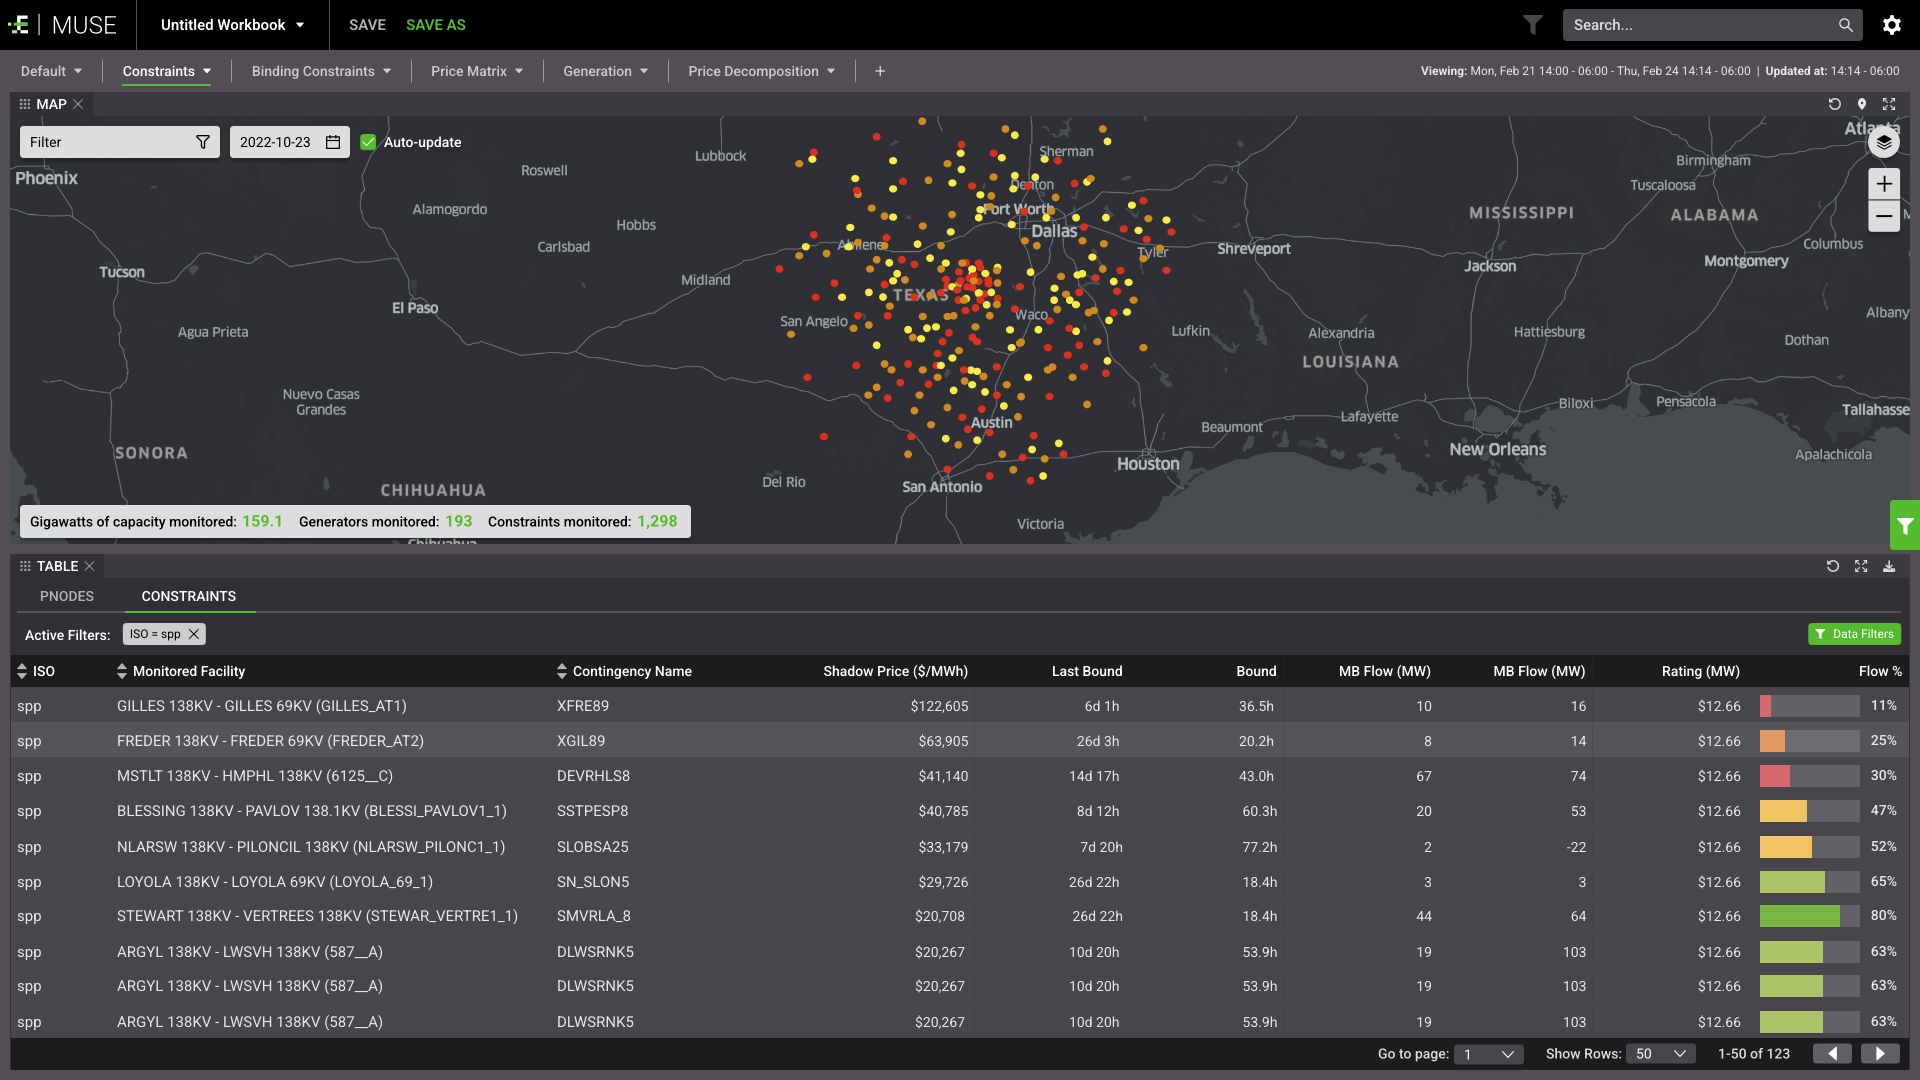 MUSE
Untitled Workbook
SAVE
SAVE AS
Search...
Default
Constraints
Binding Constraints
Price Matrix
Generation
Price Decomposition
+
Viewing: Mon, Feb 21 14:00 - 06:00 - Thu, Feb 24 14:14 - 06:00 | Updated at: 14:14 - 06:00
MAP
Filter
2022-10-23
Auto-update
Phoenix
Tucson
Agua Prieta
SONORA
Nuevo Casas
Grandes
CHIHUAHUA
Chihuahua
El Paso
Alamogordo
Roswell
Carlsbad
Hobbs
Lubbock
Midland
San Angelo
Abilene
TEXAS
Del Rio
Sherman
Denton
Fort Worth
Dallas
Tyler
Waco
Austin
San Antonio
Victoria
Houston
Lufkin
Beaumont
Shreveport
Alexandria
LOUISIANA
Lafayette
New Orleans
MISSISSIPPI
Jackson
Hattiesburg
Biloxi
Tuscaloosa
Birmingham
ALABAMA
Montgomery
Columbus
Atlanta
Albany
Dothan
Pensacola
Tallahasse
Apalachicola
M
Gigawatts of capacity monitored: 159.1 Generators monitored: 193 Constraints monitored: 1,298
TABLE
PNODES
CONSTRAINTS
Active Filters: ISO = spp
Data Filters
ISO Monitored Facility Contingency Name Shadow Price ($/MWh) Last Bound Bound MB Flow (MW) MB Flow (MW) Rating (MW) Flow %
spp GILLES 138KV - GILLES 69KV (GILLES_AT1) XFRE89 $122,605 6d 1h 36.5h 10 16 $12.66 11%
spp FREDER 138KV - FREDER 69KV (FREDER_AT2) XGIL89 $63,905 26d 3h 20.2h 8 14 $12.66 25%
spp MSTLT 138KV - HMPHL 138KV (6125__C) DEVRHLS8 $41,140 14d 17h 43.0h 67 74 $12.66 30%
spp BLESSING 138KV - PAVLOV 138.1KV (BLESSI_PAVLOV1_1) SSTPESP8 $40,785 8d 12h 60.3h 20 53 $12.66 47%
spp NLARSW 138KV - PILONCIL 138KV (NLARSW_PILONC1_1) SLOBSA25 $33,179 7d 20h 77.2h 2 -22 $12.66 52%
spp LOYOLA 138KV - LOYOLA 69KV (LOYOLA_69_1) SN_SLON5 $29,726 26d 22h 18.4h 3 3 $12.66 65%
spp STEWART 138KV - VERTREES 138KV (STEWAR_VERTRE1_1) SMVRLA_8 $20,708 26d 22h 18.4h 44 64 $12.66 80%
spp ARGYL 138KV - LWSVH 138KV (587__A) DLWSRNK5 $20,267 10d 20h 53.9h 19 103 $12.66 63%
spp ARGYL 138KV - LWSVH 138KV (587__A) DLWSRNK5 $20,267 10d 20h 53.9h 19 103 $12.66 63%
spp ARGYL 138KV - LWSVH 138KV (587__A) DLWSRNK5 $20,267 10d 20h 53.9h 19 103 $12.66 63%
Go to page: 1 Show Rows: 50 1-50 of 123